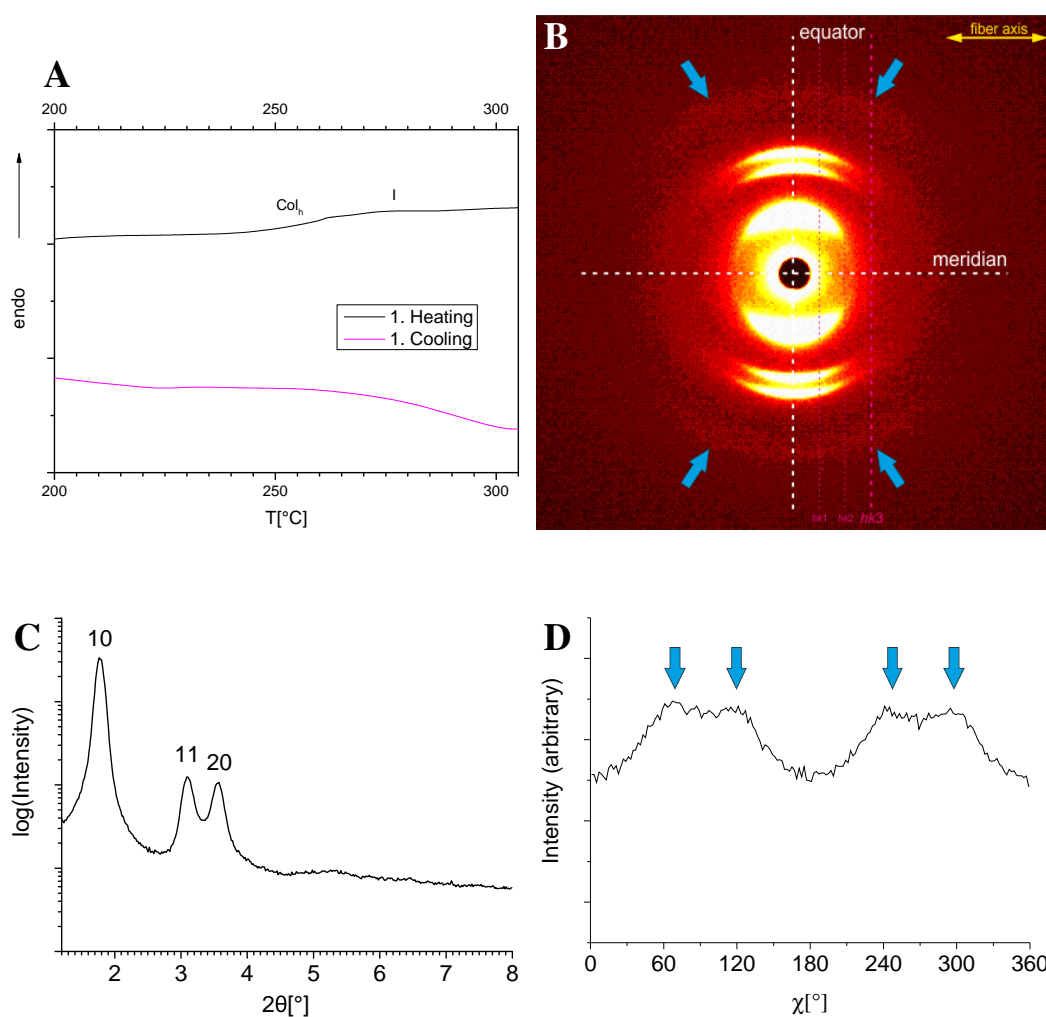 A
200 250 300
endo
Col_h
I
1. Heating
1. Cooling
200 250 300
T[°C]
B
equator
fiber axis
meridian
hk1 hk2 hk3
C
10
11
20
log(Intensity)
2 3 4 5 6 7 8
2θ[°]
D
Intensity (arbitrary)
0 60 120 180 240 300 360
χ[°]